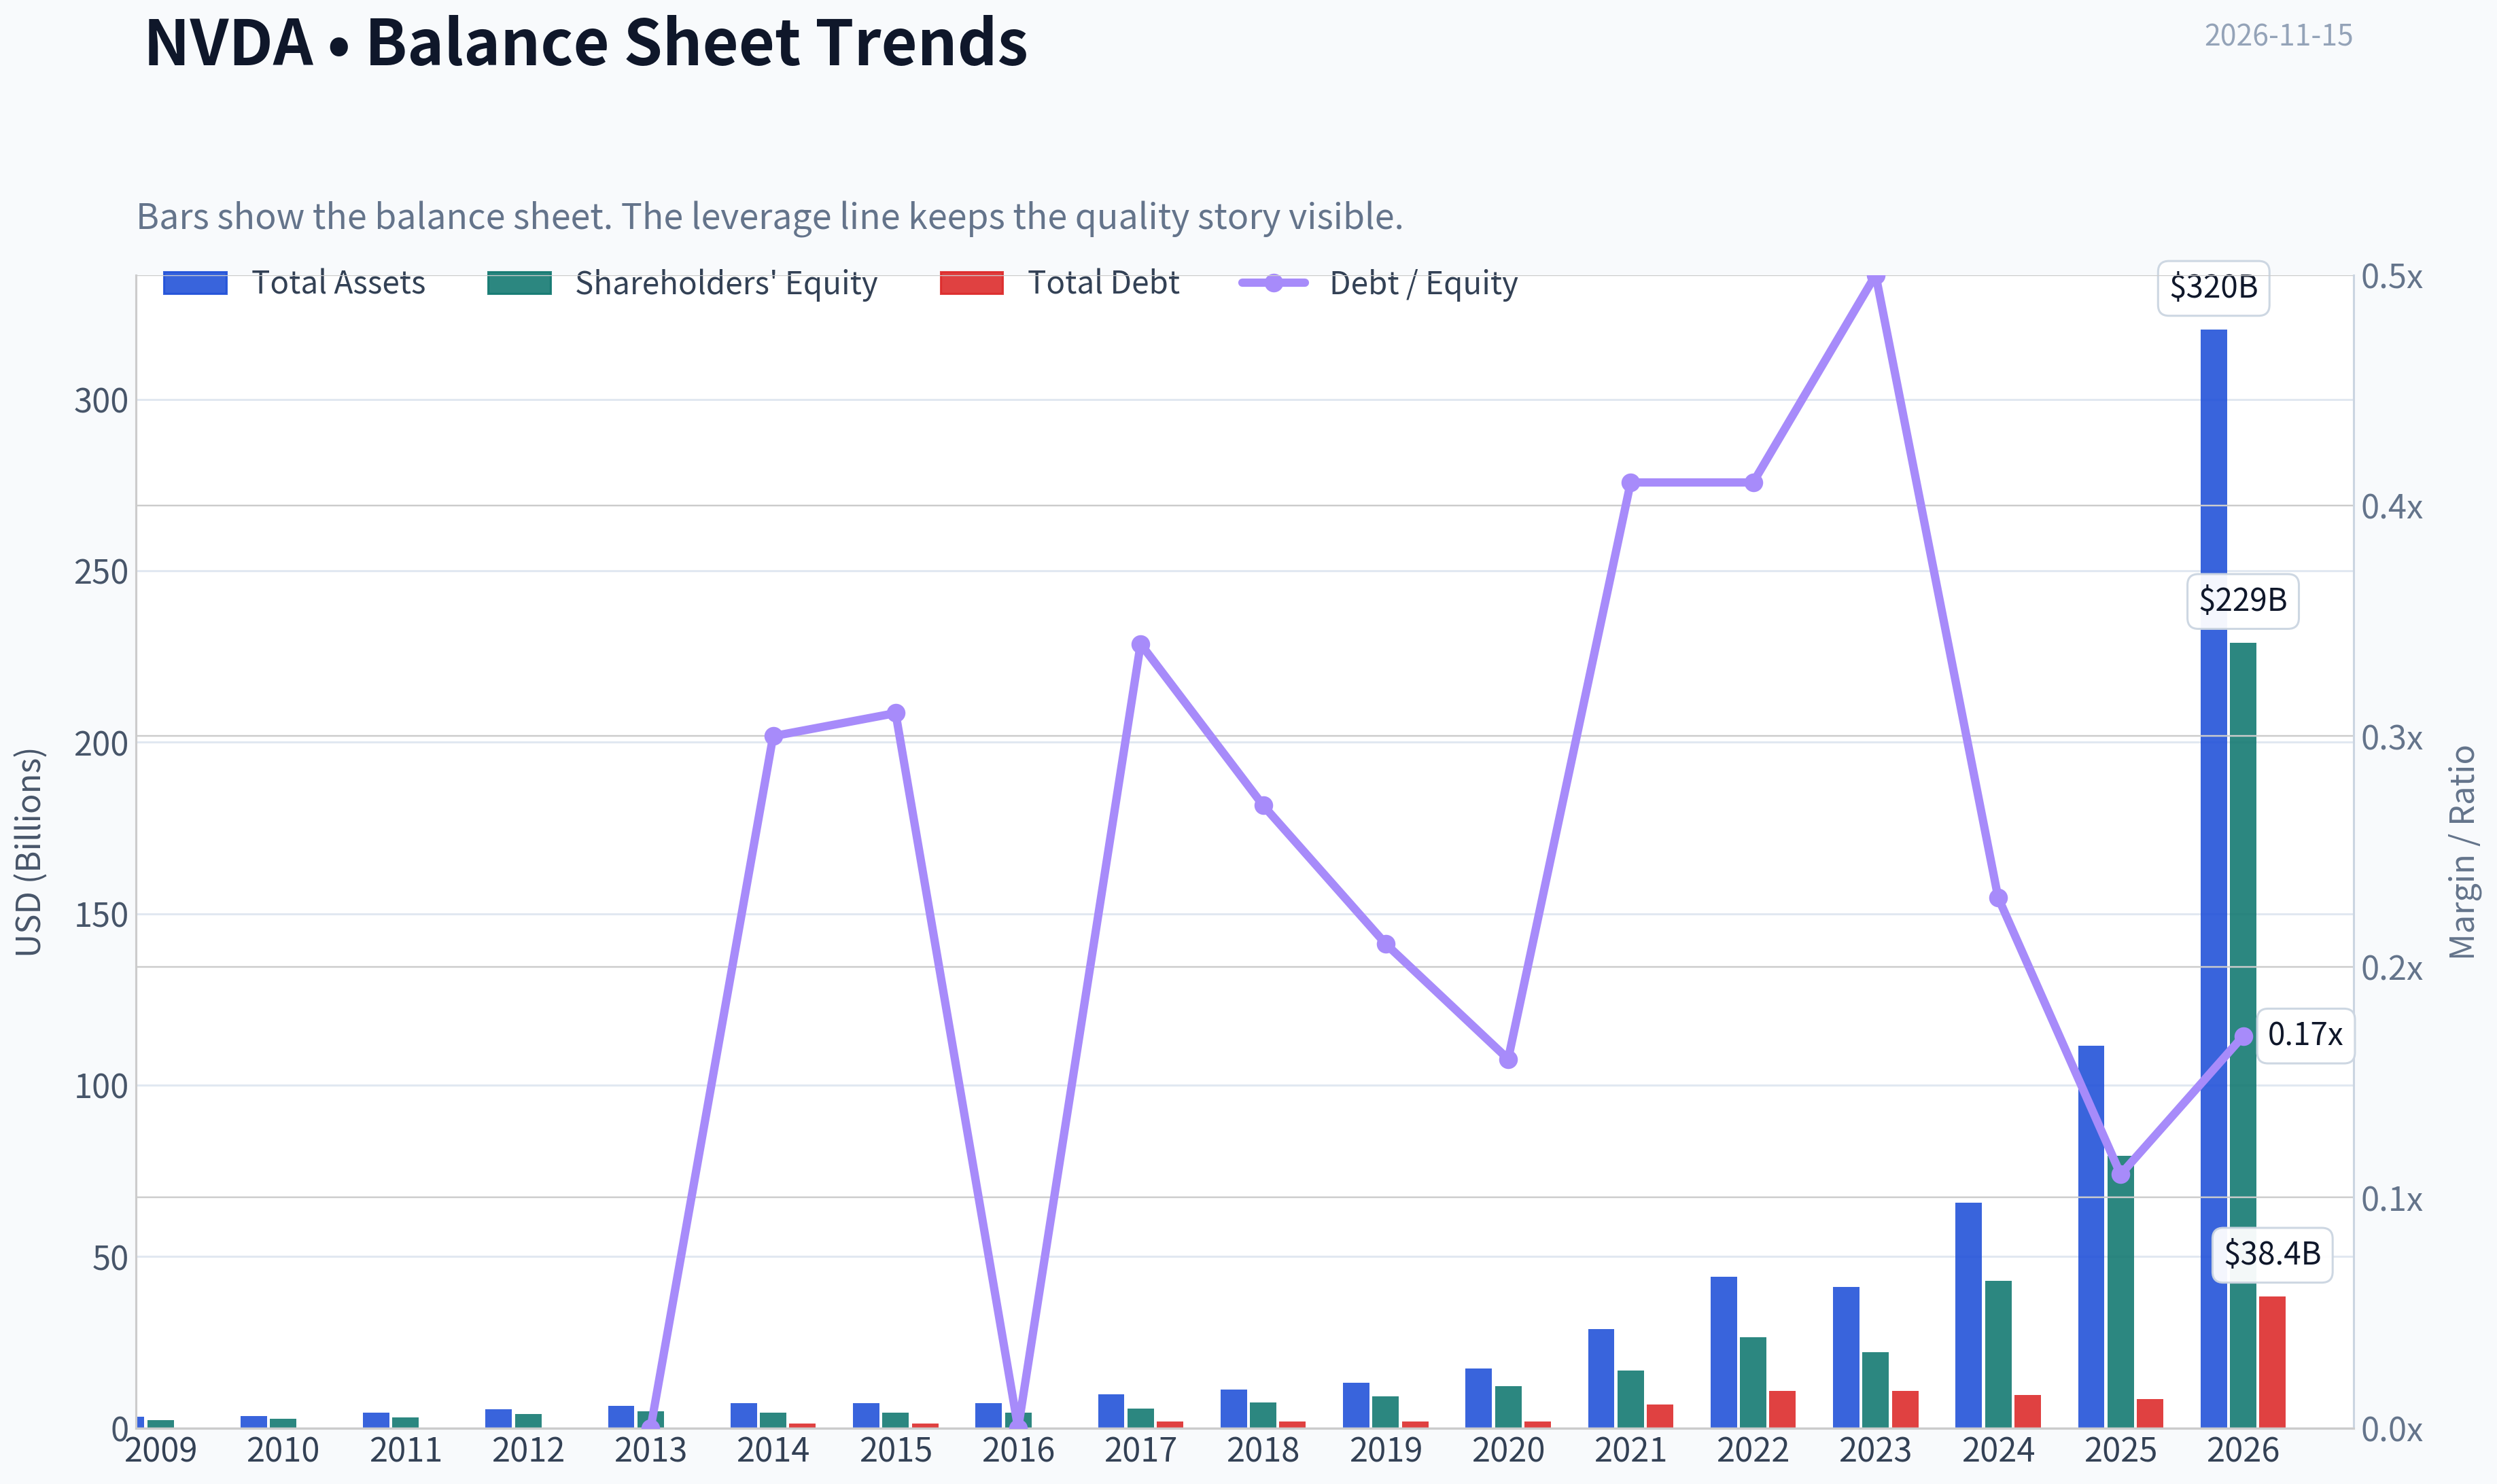 NVDA • Balance Sheet Trends
2026-11-15
Bars show the balance sheet. The leverage line keeps the quality story visible.
Total Assets
Shareholders' Equity
Total Debt
Debt / Equity
USD (Billions)
300
250
200
150
100
50
0
0.5x
0.4x
0.3x
0.2x
0.1x
0.0x
Margin / Ratio
$320B
$229B
0.17x
$38.4B
2009 2010 2011 2012 2013 2014 2015 2016 2017 2018 2019 2020 2021 2022 2023 2024 2025 2026